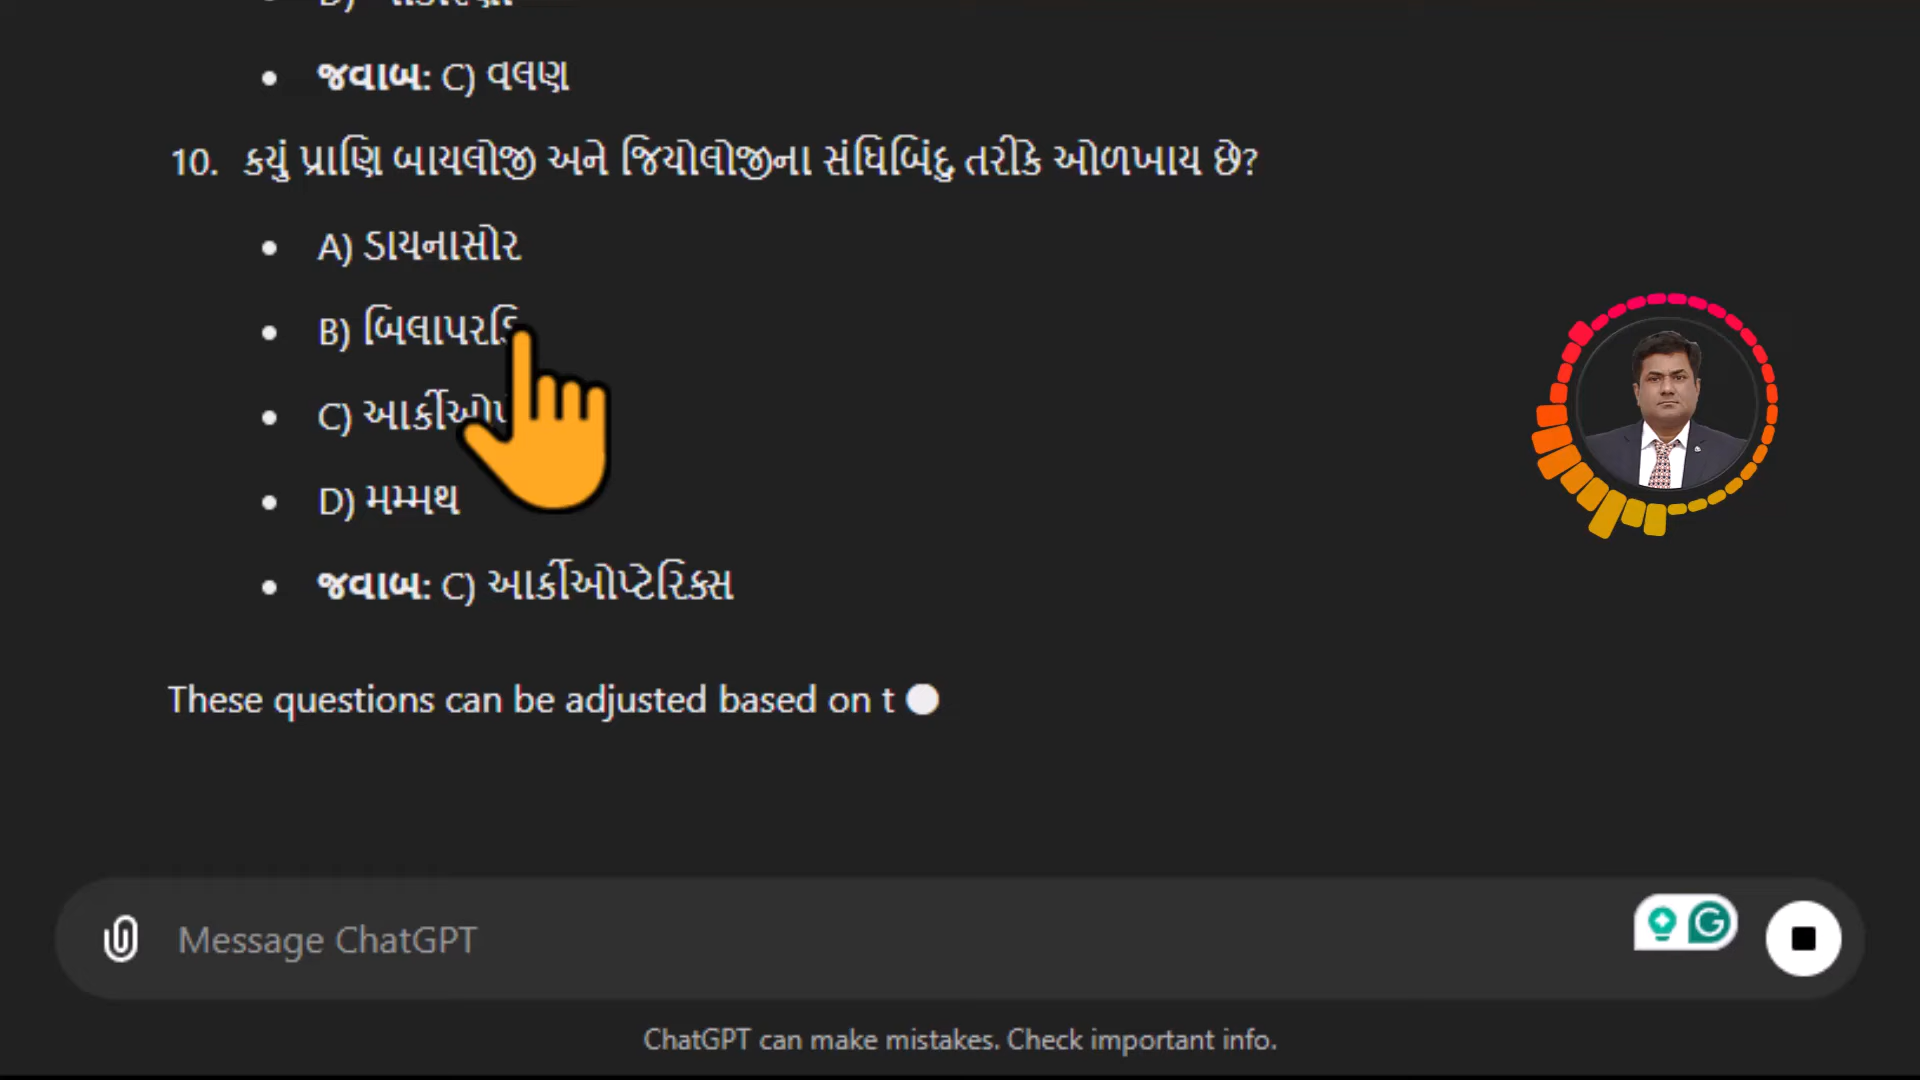 જવાબ: C) વલણ
10. કયું પ્રાણિ બાયલોજી અને જિયોલોજીના સંધિબિંદુ તરીકે ઓળખાય છે?
A) ડાયનાસોર
B)
C)
D) મમ્મથ
જવાબ: C) આર્કીઓપ્ટેરિક્સ
These questions can be adjusted based on t
Message ChatGPT
ChatGPT can make mistakes. Check important info.